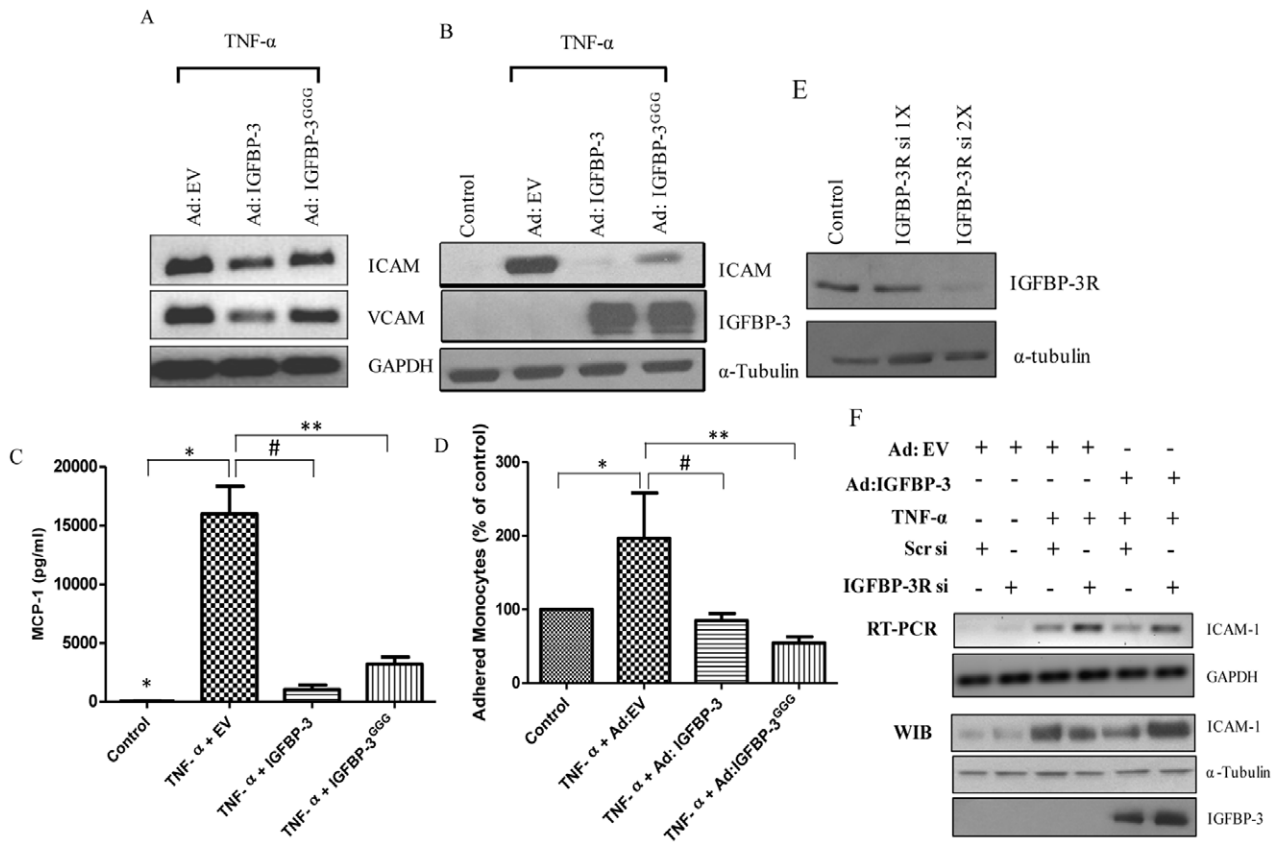 A
TNF-α
Ad: EV
Ad: IGFBP-3
Ad: IGFBP-3GGG
ICAM
VCAM
GAPDH
B
TNF-α
Control
Ad: EV
Ad: IGFBP-3
Ad: IGFBP-3GGG
ICAM
IGFBP-3
α-Tubulin
E
Control
IGFBP-3R si 1X
IGFBP-3R si 2X
IGFBP-3R
α-tubulin
C
MCP-1 (pg/ml)
20000
15000
10000
5000
0
*
*
#
**
Control
TNF- α + EV
TNF- α + IGFBP-3
TNF- α + IGFBP-3GGG
D
Adhered Monocytes (% of control)
300
200
100
0
*
#
**
Control
TNF- α + Ad:EV
TNF- α + Ad: IGFBP-3
TNF- α + Ad:IGFBP-3GGG
F
Ad: EV + + + + - -
Ad:IGFBP-3 - - - - + +
TNF-α - - + + + +
Scr si + - + - + -
IGFBP-3R si - + - + - +
RT-PCR
ICAM-1
GAPDH
WIB
ICAM-1
α-Tubulin
IGFBP-3